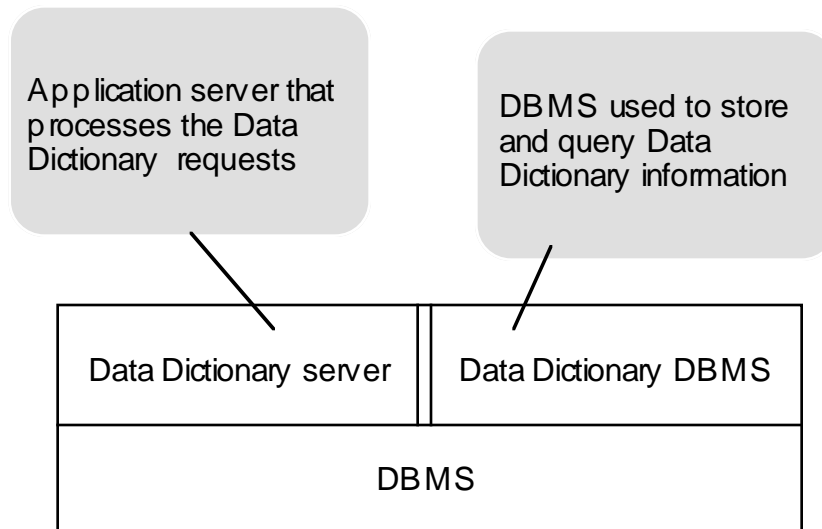 Application server that
processes the Data
Dictionary requests
DBMS used to store
and query Data
Dictionary information
Data Dictionary server
Data Dictionary DBMS
DBMS